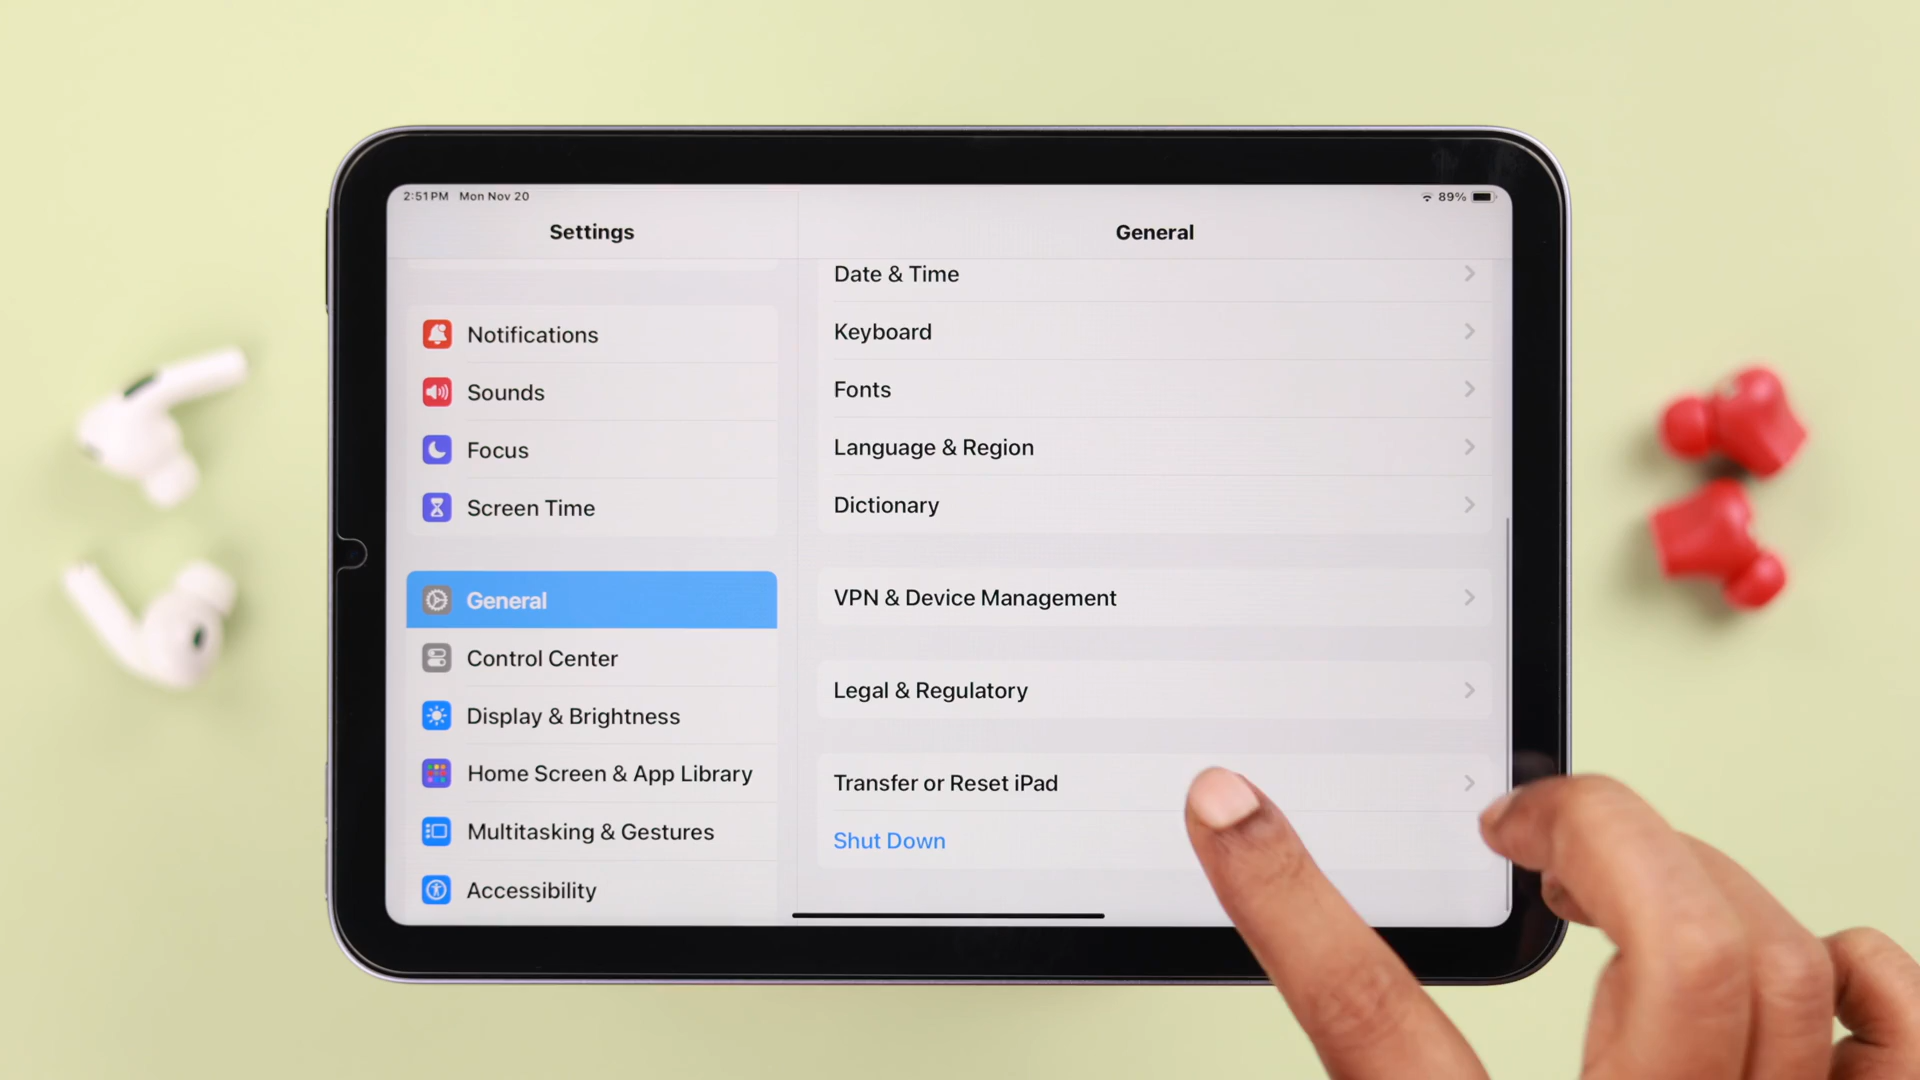 2:51 PM Mon Nov 20
89%
Settings
General
Notifications
Sounds
Focus
Screen Time
General
Control Center
Display & Brightness
Home Screen & App Library
Multitasking & Gestures
Accessibility
Date & Time
Keyboard
Fonts
Language & Region
Dictionary
VPN & Device Management
Legal & Regulatory
Transfer or Reset iPad
Shut Down